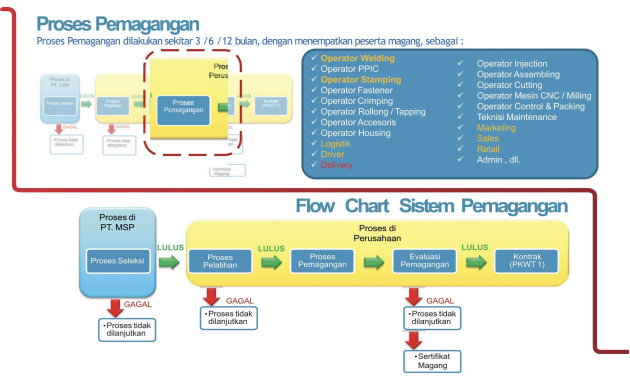 Proses Pemagangan
Proses Pemagangan dilakukan sekitar 3 /6 /12 bulan, dengan menempatkan peserta magang, sebagai :
Proses di
PT. MSP
Proses Seleksi
LULUS
GAGAL
•Proses tidak
dilanjutkan
Proses
Pelatihan
LULUS
GAGAL
•Proses tidak
dilanjutkan
Proses
Pemagangan
Kontrak
(PKWT 1)
•Sertifikat
Magang
✓ Operator Welding
✓ Operator PPIC
✓ Operator Stamping
✓ Operator Fastener
✓ Operator Crimping
✓ Operator Rollong / Tapping
✓ Operator Accesoris
✓ Operator Housing
✓ Logistik
✓ Driver
✓ Delivery
✓ Operator Injection
✓ Operator Assembling
✓ Operator Cutting
✓ Operator Mesin CNC / Milling
✓ Operator Control & Packing
✓ Teknisi Maintenance
✓ Marketing
✓ Sales
✓ Retail
✓ Admin , dll.
Flow Chart Sistem Pemagangan
Proses di
PT. MSP
Proses Seleksi
LULUS
GAGAL
•Proses tidak
dilanjutkan
Proses di
Perusahaan
Proses
Pelatihan
LULUS
Proses
Pemagangan
Evaluasi
Pemagangan
LULUS
Kontrak
(PKWT 1)
GAGAL
•Proses tidak
dilanjutkan
GAGAL
•Proses tidak
dilanjutkan
•Sertifikat
Magang